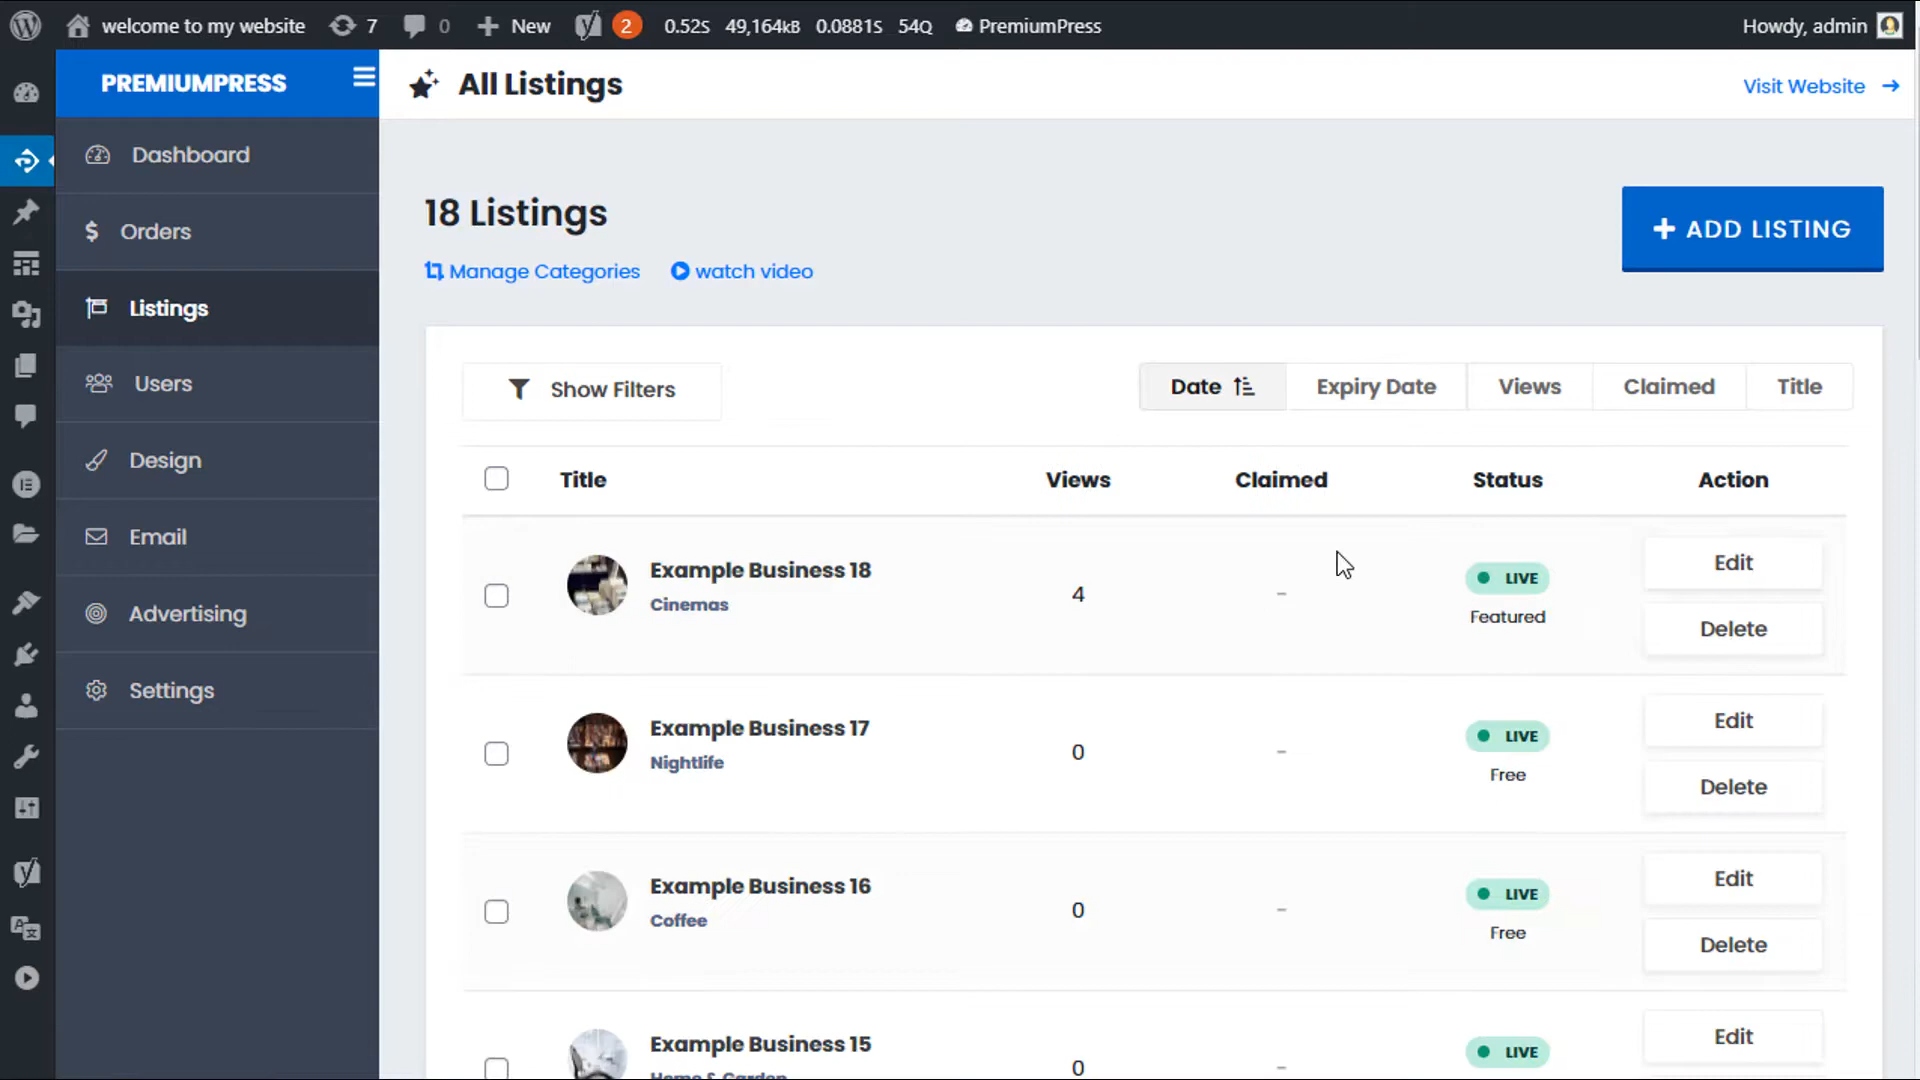 welcome to my website 7 0 New 2 0.52s 49,164KB 0.0881s 54Q PremiumPress Howdy, admin
PREMIUMPRESS
All Listings
Visit Website
Dashboard
Orders
Listings
Users
Design
Email
Advertising
Settings
18 Listings
Manage Categories watch video
+ ADD LISTING
Show Filters
Date Expiry Date Views Claimed Title
Title Views Claimed Status Action
Example Business 18
Cinemas
4
-
LIVE
Featured
Edit
Delete
Example Business 17
Nightlife
0
-
LIVE
Free
Edit
Delete
Example Business 16
Coffee
0
-
LIVE
Free
Edit
Delete
Example Business 15
Home & Garden
0
-
LIVE
Edit